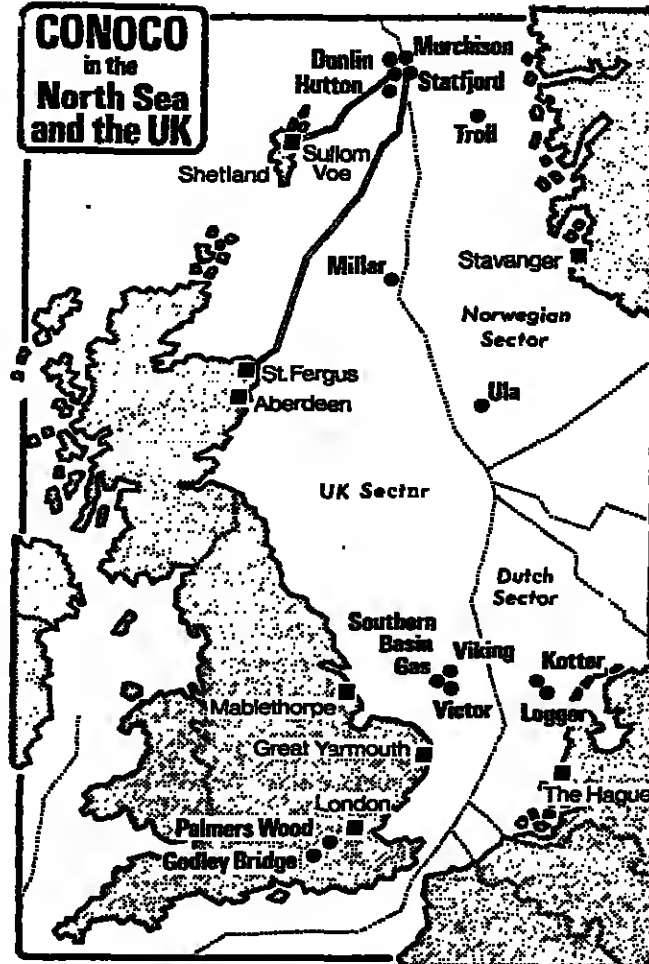 CONOCO
in the
North Sea
and the UK
Dunlin
Murchison
Hutton
Statfjord
Troll
Sullom
Voe
Shetland
Stavanger
Millar
Norwegian
Sector
St. Fergus
Aberdeen
Ula
UK Sector
Dutch
Sector
Southern
Basin
Gas
Viking
Victor
Kotter
Logger
Mablethorpe
Great Yarmouth
The Hague
London
Palmers Wood
Godley Bridge